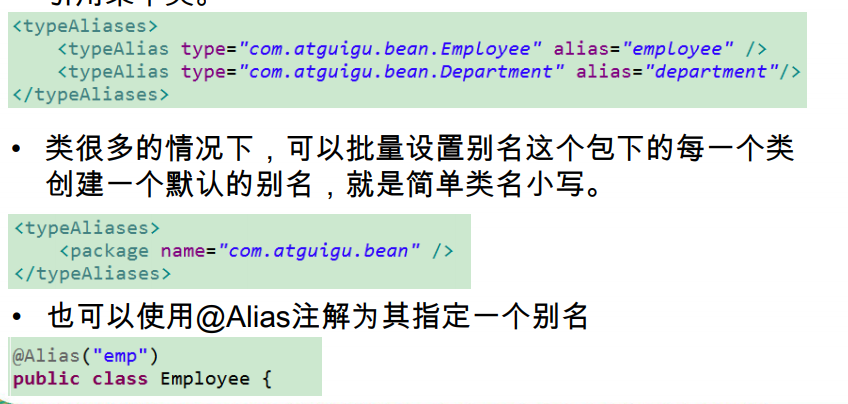 <typeAliases>
<typeAlias type="com.atguigu.bean.Employee" alias="employee" />
<typeAlias type="com.atguigu.bean.Department" alias="department"/>
</typeAliases>
• 类很多的情况下，可以批量设置别名这个包下的每一个类
创建一个默认的别名，就是简单类名小写。
<typeAliases>
<package name="com.atguigu.bean" />
</typeAliases>
• 也可以使用@Alias注解为其指定一个别名
@Alias("emp")
public class Employee {